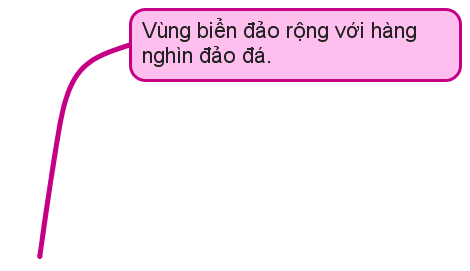 Vùng biển đảo rộng với hàng
nghìn đảo đá.